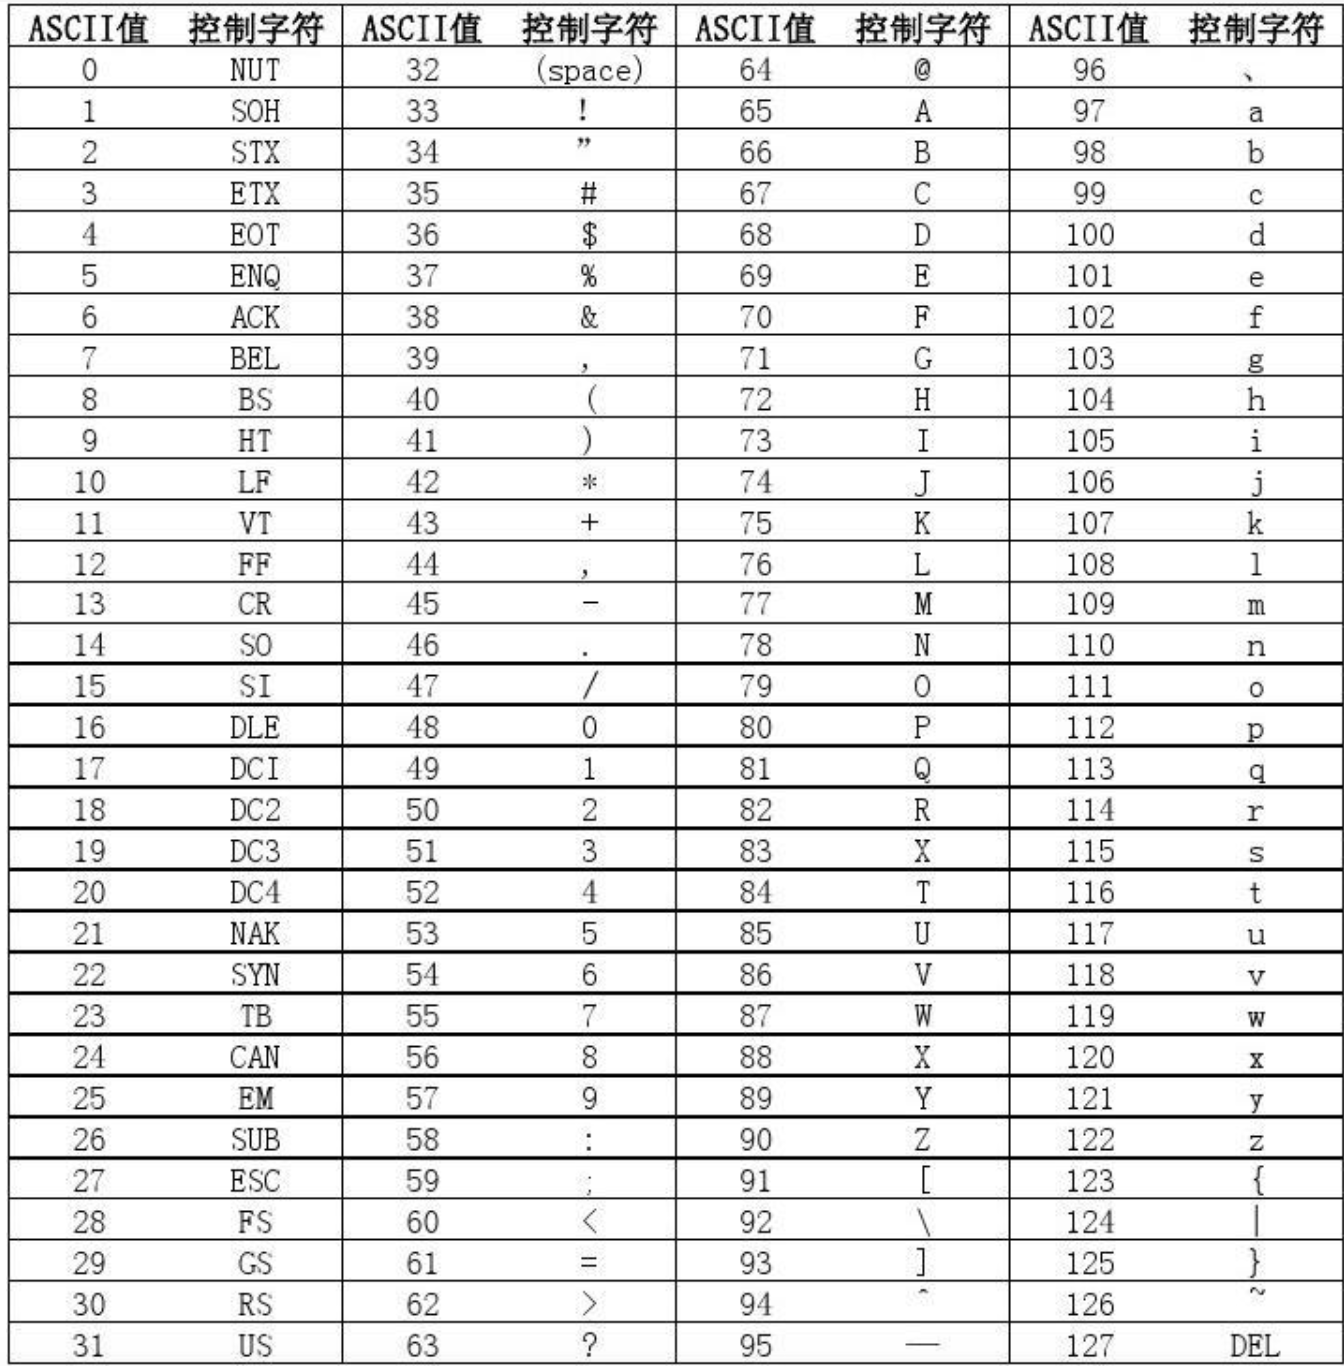 ASCII值 控制字符 ASCII值 控制字符 ASCII值 控制字符 ASCII值 控制字符
0 NUT 32 (space) 64 @ 96 、
1 SOH 33 ! 65 A 97 a
2 STX 34 ” 66 B 98 b
3 ETX 35 # 67 C 99 c
4 EOT 36 $ 68 D 100 d
5 ENQ 37 % 69 E 101 e
6 ACK 38 & 70 F 102 f
7 BEL 39 , 71 G 103 g
8 BS 40 ( 72 H 104 h
9 HT 41 ) 73 I 105 i
10 LF 42 * 74 J 106 j
11 VT 43 + 75 K 107 k
12 FF 44 , 76 L 108 l
13 CR 45 - 77 M 109 m
14 SO 46 . 78 N 110 n
15 SI 47 / 79 O 111 o
16 DLE 48 0 80 P 112 p
17 DCI 49 1 81 Q 113 q
18 DC2 50 2 82 R 114 r
19 DC3 51 3 83 X 115 s
20 DC4 52 4 84 T 116 t
21 NAK 53 5 85 U 117 u
22 SYN 54 6 86 V 118 v
23 TB 55 7 87 W 119 w
24 CAN 56 8 88 X 120 x
25 EM 57 9 89 Y 121 y
26 SUB 58 : 90 Z 122 z
27 ESC 59 ; 91 [ 123 {
28 FS 60 < 92 \ 124 |
29 GS 61 = 93 ] 125 }
30 RS 62 > 94 ^ 126 ~
31 US 63 ? 95 — 127 DEL